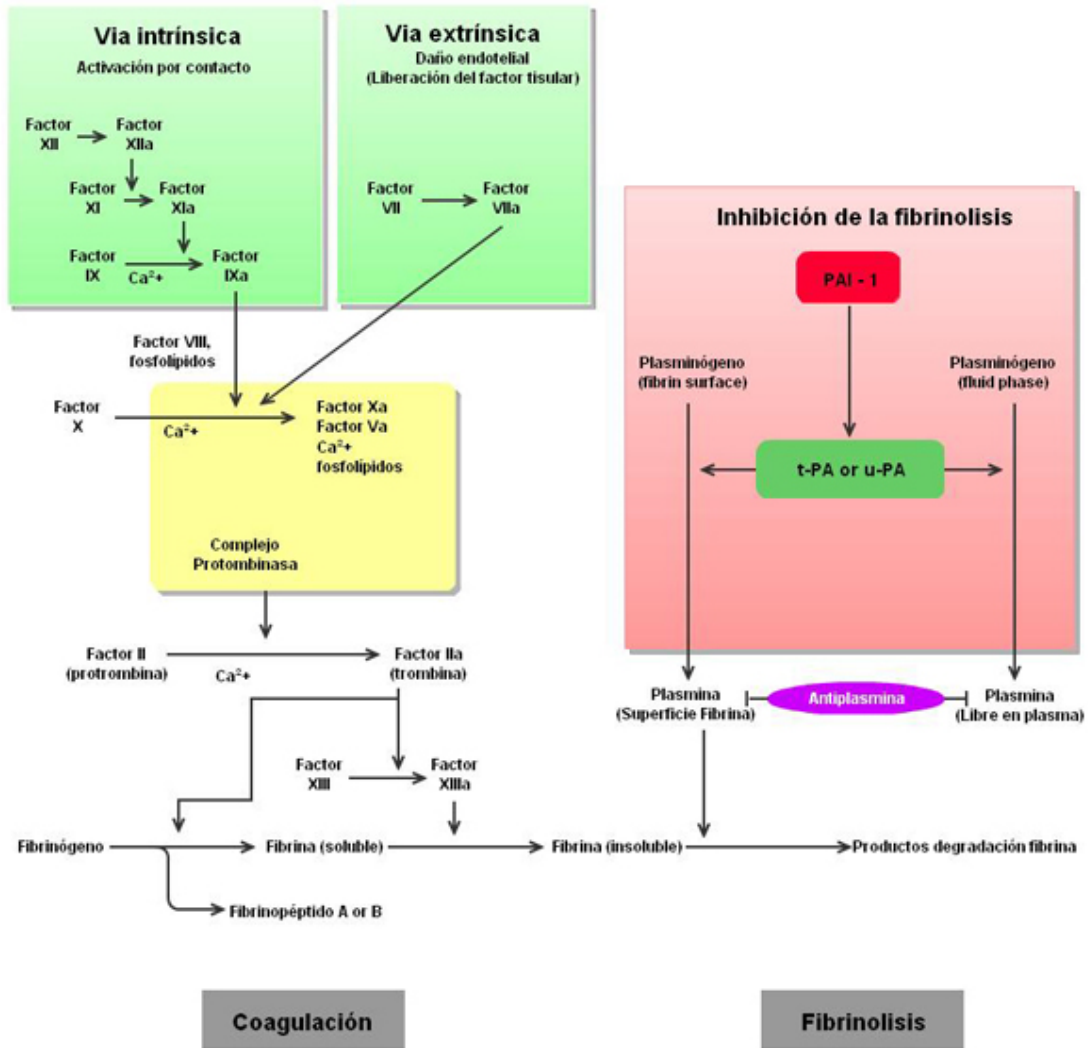 Via intrínsica
Activación por contacto
Factor
XII
Factor
XIIa
Factor
XI
Factor
XIa
Factor
IX
Ca²+
Factor
IXa
Via extrínsica
Daño endotelial
(Liberación del factor tisular)
Factor
VII
Factor
VIIa
Factor VIII,
fosfolípidos
Factor
X
Ca²+
Factor Xa
Factor Va
Ca²+
fosfolípidos
Complejo
Protombinasa
Factor II
(protrombina)
Ca²+
Factor IIa
(trombina)
Factor
XIII
Factor
XIIIa
Fibrinógeno
Fibrina (soluble)
Fibrina (insoluble)
Productos degradación fibrina
Fibrinopéptido A or B
Inhibición de la fibrinolisis
PAI - 1
Plasminógeno
(fibrin surface)
Plasminógeno
(fluid phase)
t-PA or u-PA
Plasmina
(Superficie Fibrina)
Antiplasmina
Plasmina
(Libre en plasma)
Coagulación
Fibrinolisis